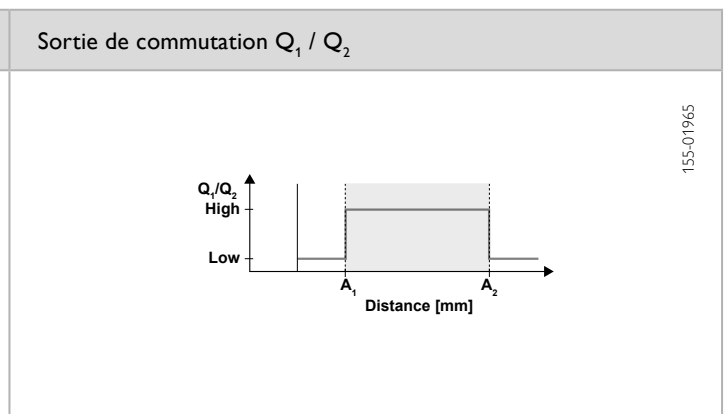 Sortie de commutation Q₁ / Q₂
155-01965
Q₁/Q₂
High
Low
A₁ A₂
Distance [mm]